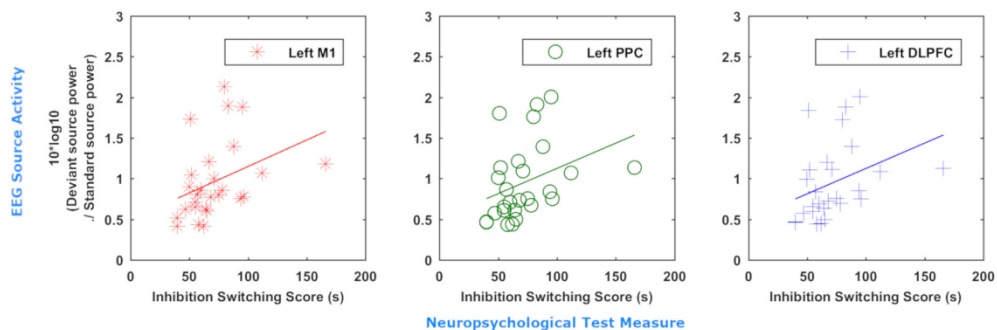 EEG Source Activity
10*log10
(Deviant source power
./ Standard source power)
3
2.5
2
1.5
1
0.5
0
Left M1
0 50 100 150 200
Inhibition Switching Score (s)
3
2.5
2
1.5
1
0.5
0
Left PPC
0 50 100 150 200
Inhibition Switching Score (s)
3
2.5
2
1.5
1
0.5
0
Left DLPFC
0 50 100 150 200
Inhibition Switching Score (s)
Neuropsychological Test Measure